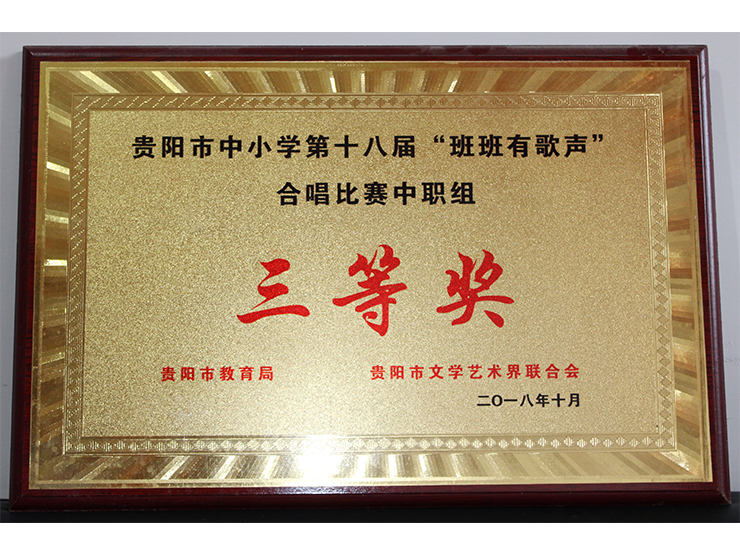 贵阳市中小学第十八届“班班有歌声”
合唱比赛中职组
三等奖
贵阳市教育局 贵阳市文学艺术界联合会
二〇一八年十月